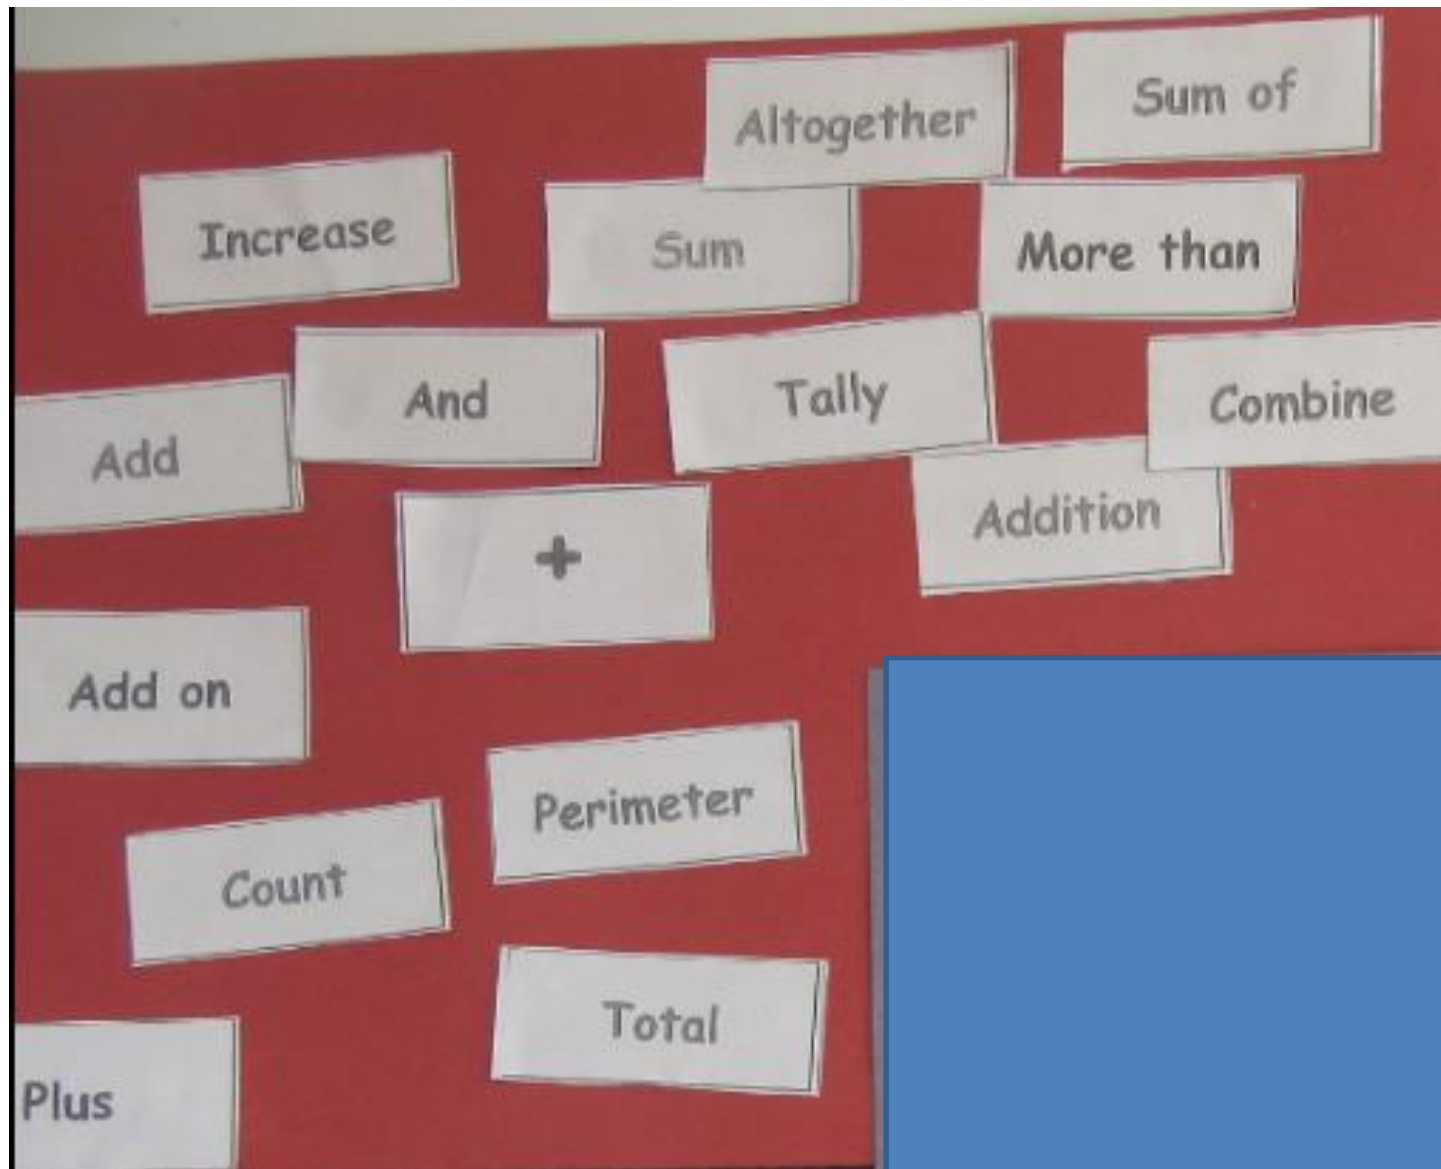 Altogether
Sum of
Increase
Sum
More than
Add
And
Tally
Combine
+
Addition
Add on
Perimeter
Count
Total
Plus